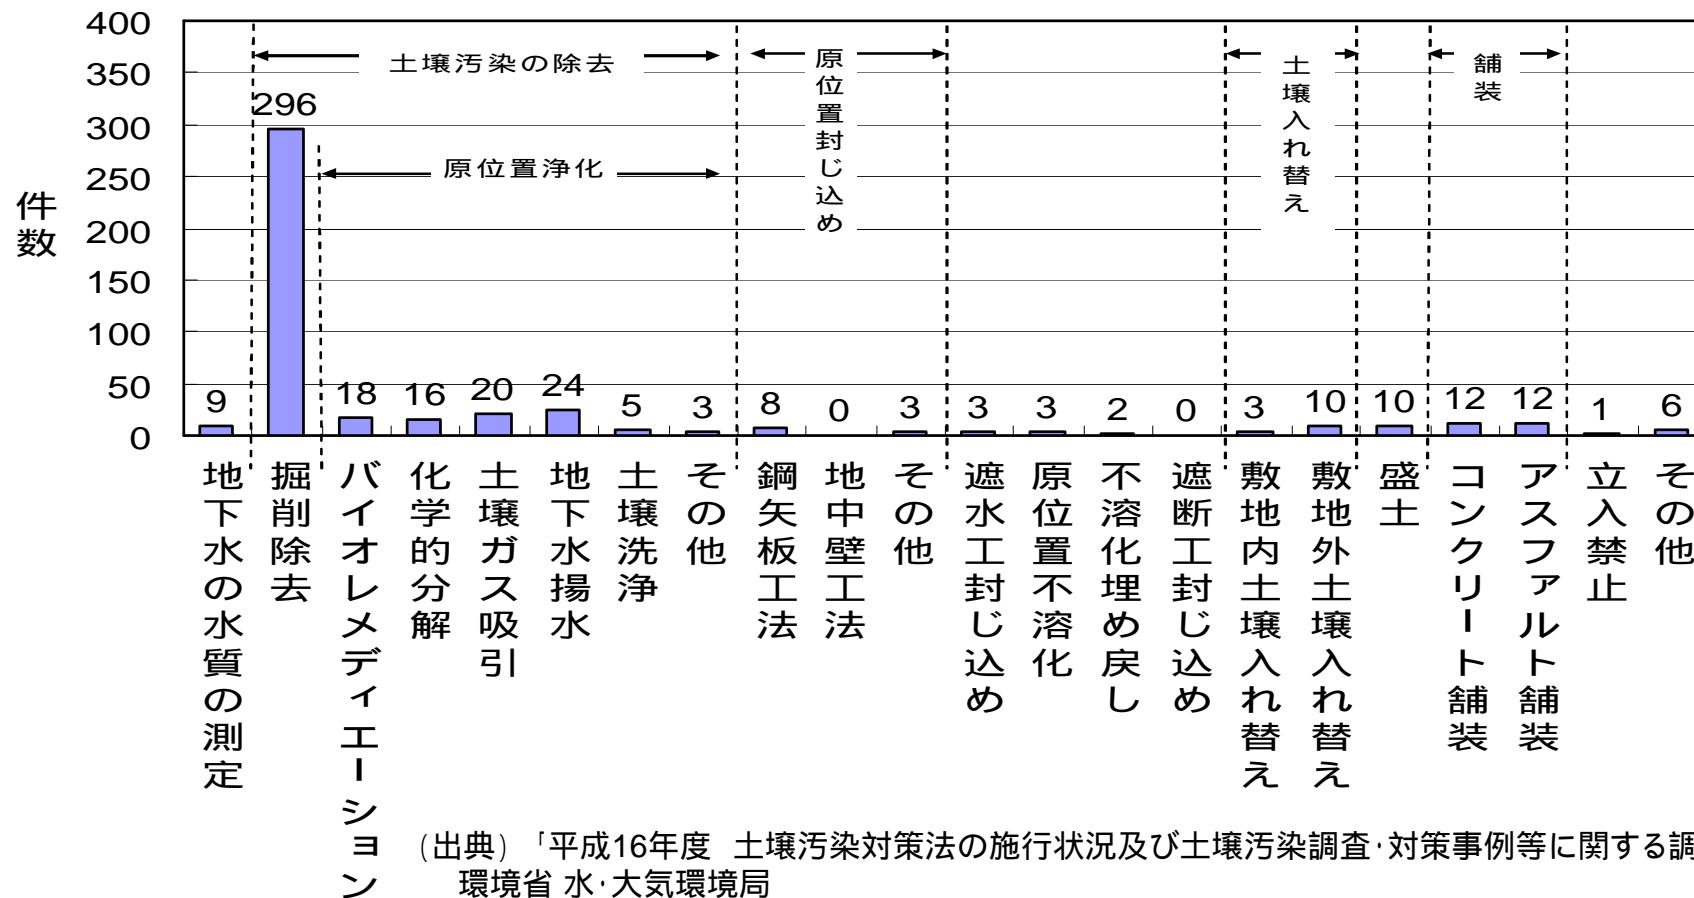 件数
400
350
300
250
200
150
100
50
0
土壌汚染の除去
原位置浄化
原位置封じ込め
土壌入れ替え
舗装
9
296
18
16
20
24
5
3
8
0
3
3
3
2
0
3
10
10
12
12
1
6
地下水の水質の測定
掘削除去
バイオレメディエーション
化学的分解
土壌ガス吸引
地下水揚水
土壌洗浄
その他
鋼矢板工法
地中壁工法
その他
遮水工封じ込め
原位置不溶化
不溶化埋め戻し
遮断工封じ込め
敷地内土壌入れ替え
敷地外土壌入れ替え
盛土
コンクリート舗装
アスファルト舗装
立入禁止
その他
(出典) 「平成16年度 土壌汚染対策法の施行状況及び土壌汚染調査･対策事例等に関する調
環境省 水･大気環境局